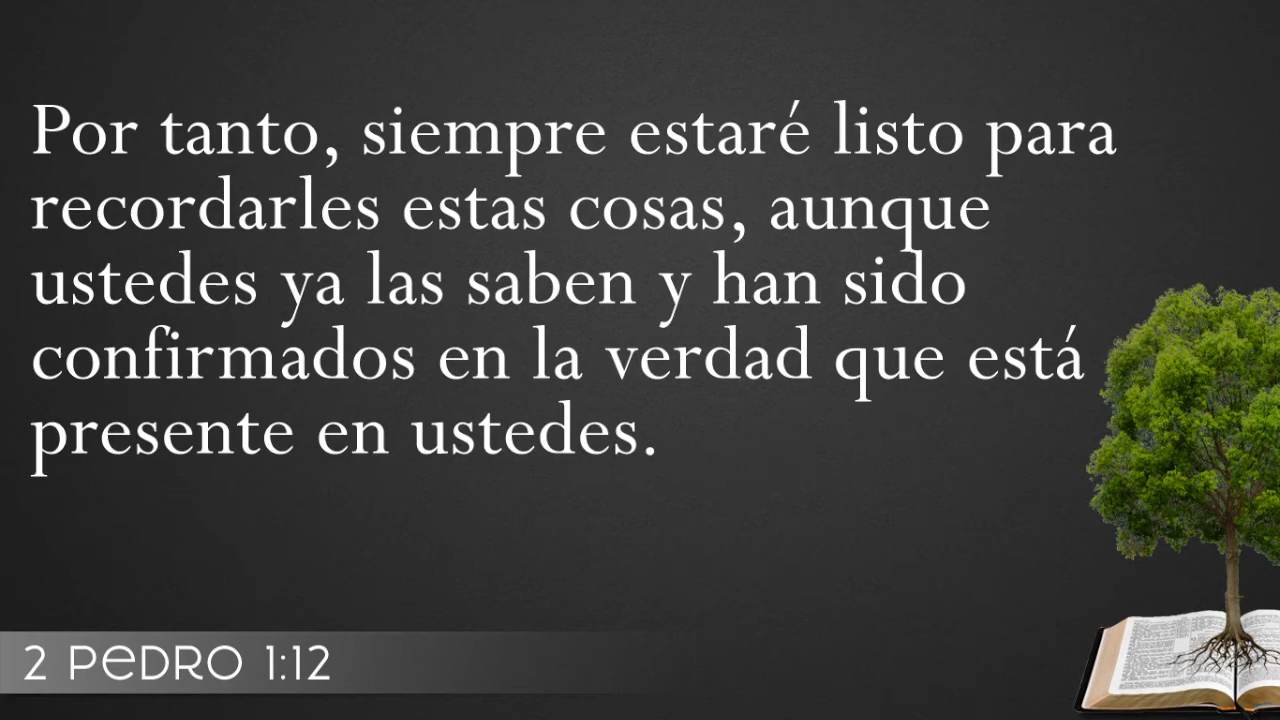 Por tanto, siempre estaré listo para
recordarles estas cosas, aunque
ustedes ya las saben y han sido
confirmados en la verdad que está
presente en ustedes.
2 Pedro 1:12